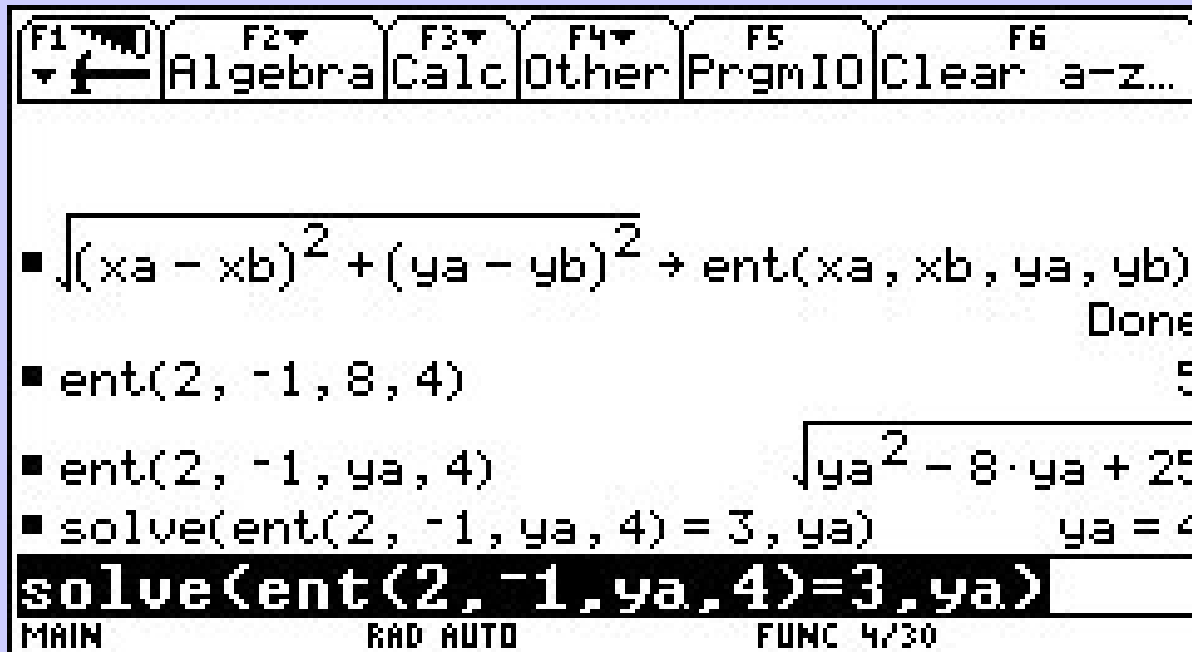 F1 F2 F3 F4 F5 F6
Algebra Calc Other PrgmIO Clear a-z…
√(xa − xb)² + (ya − yb)² → ent(xa, xb, ya, yb)
Done
ent(2, ⁻1, 8, 4) 5
ent(2, ⁻1, ya, 4) √ya² − 8·ya + 25
solve(ent(2, ⁻1, ya, 4) = 3, ya) ya = 4
solve(ent(2,⁻1,ya,4)=3,ya)
MAIN RAD AUTO FUNC 4/30